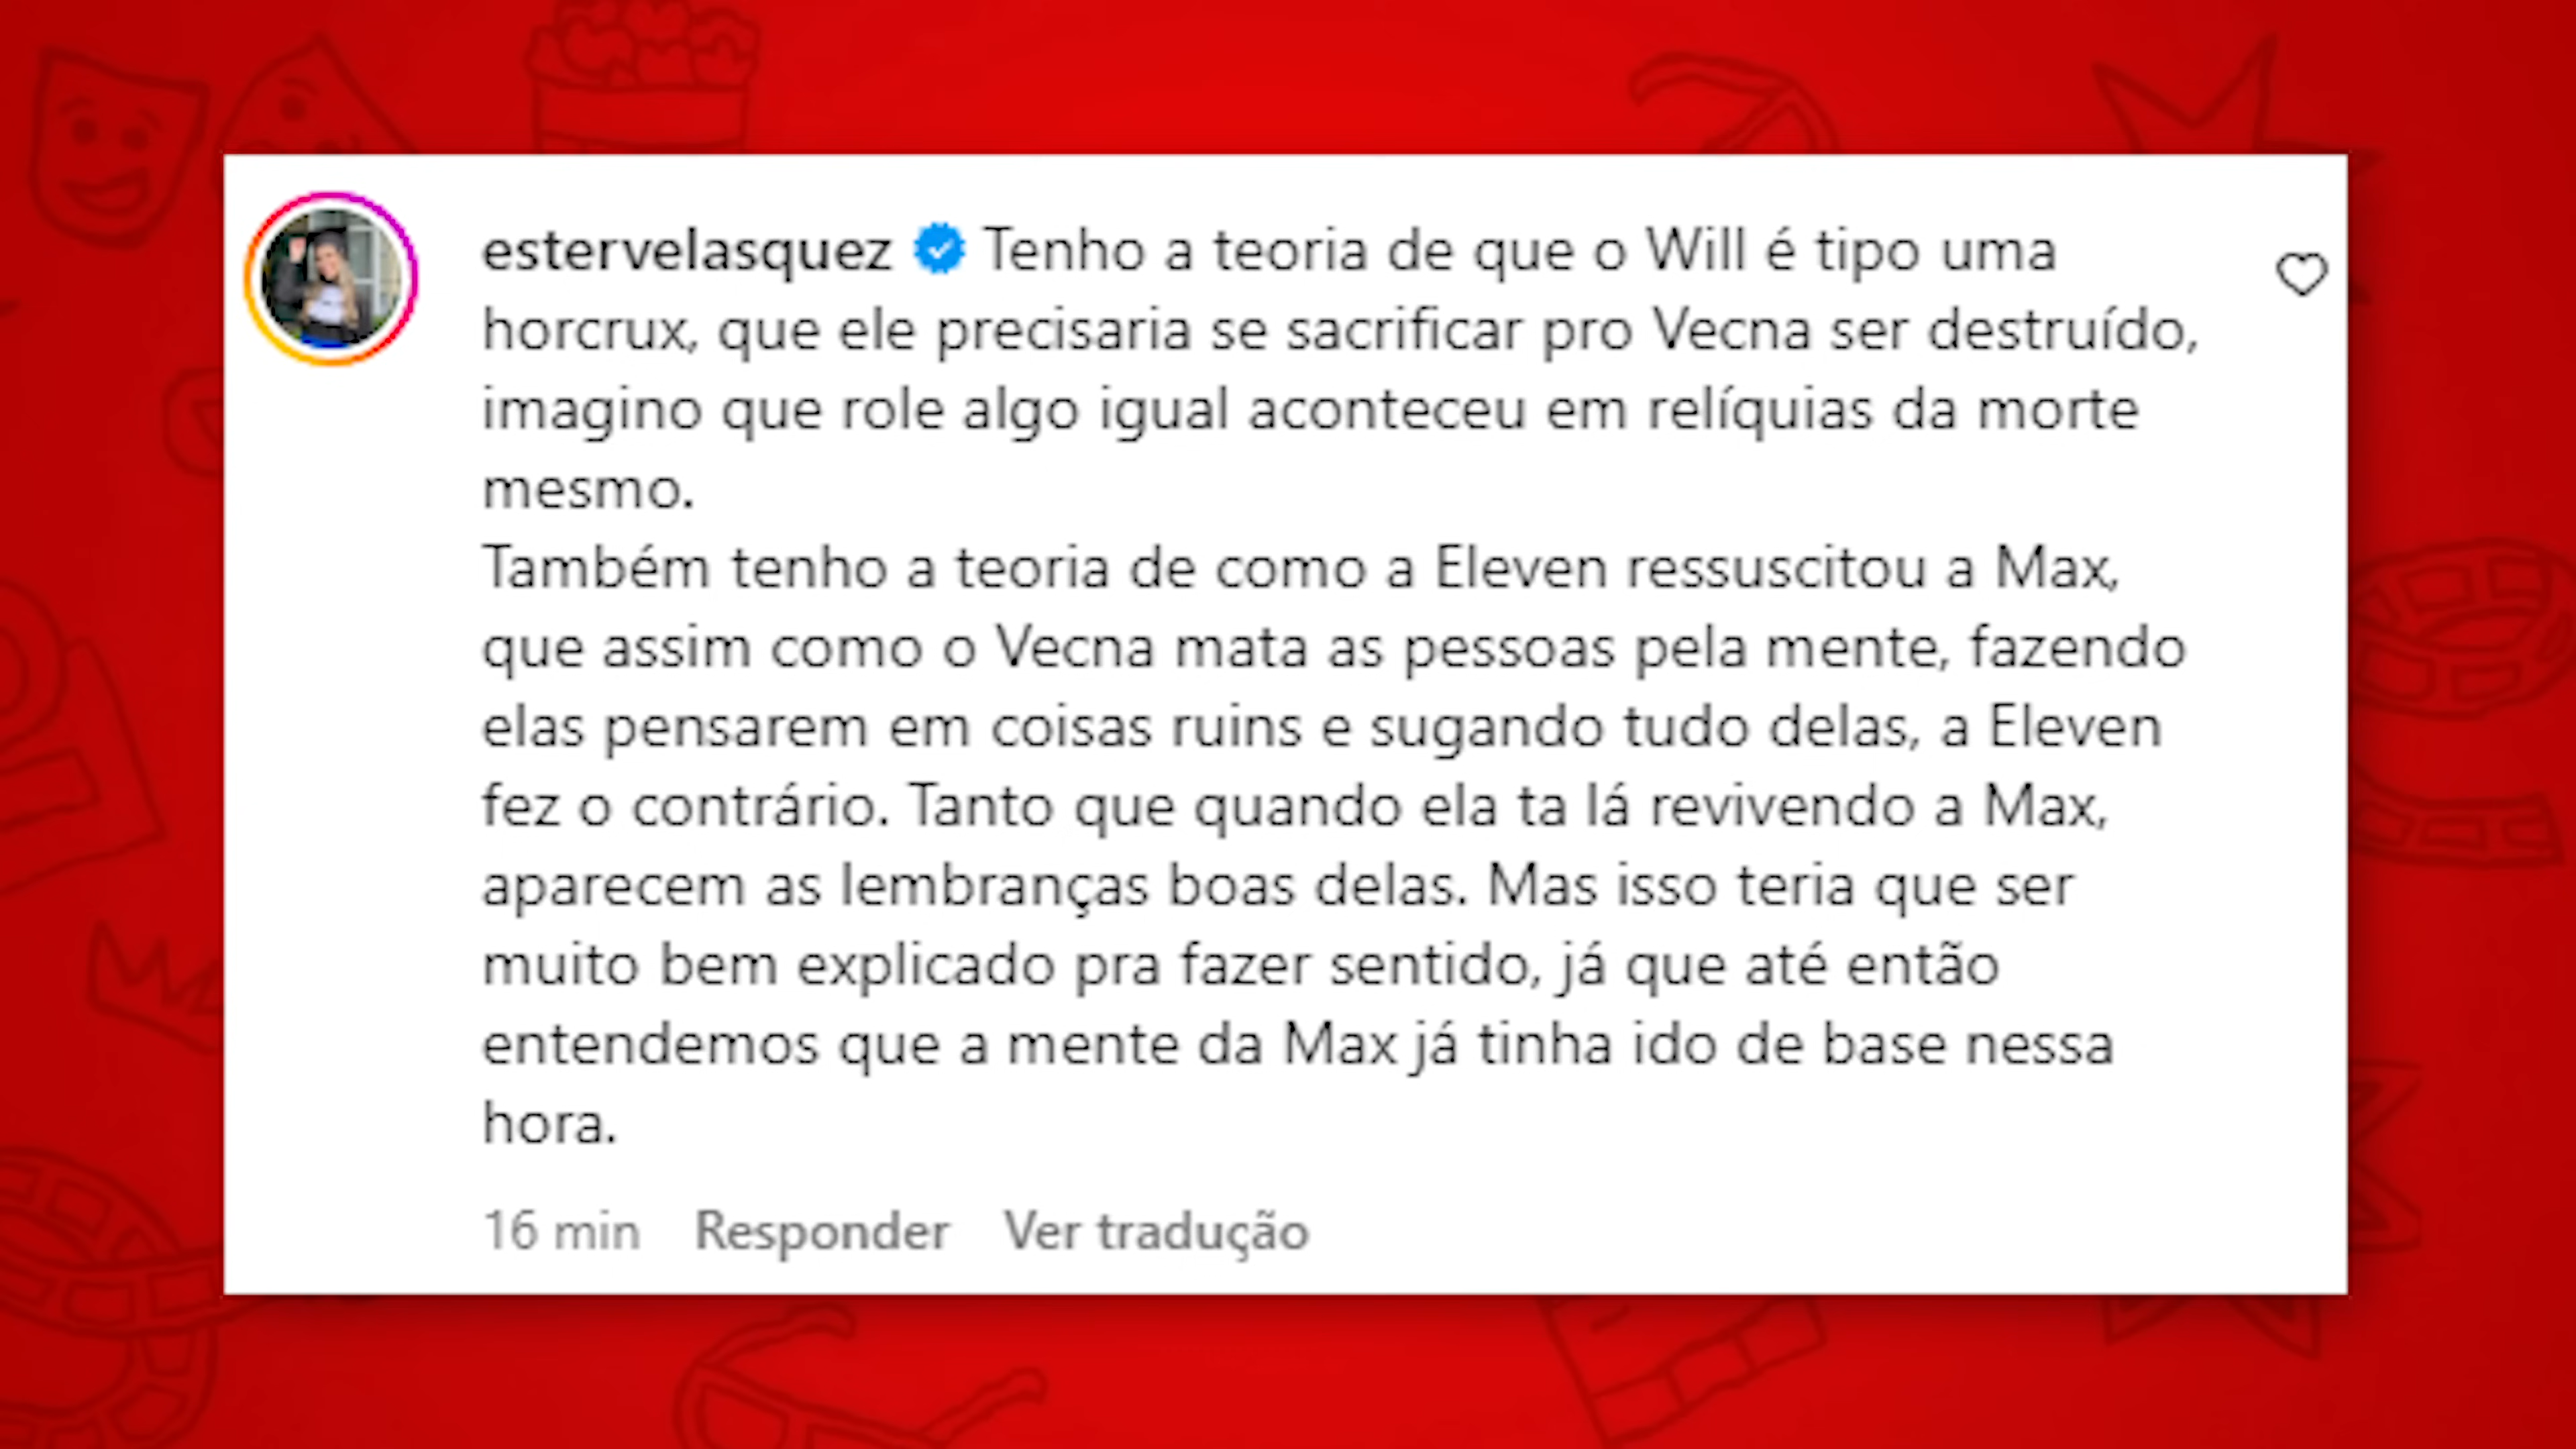 estervelasquez Tenho a teoria de que o Will é tipo uma
horcrux, que ele precisaria se sacrificar pro Vecna ser destruído,
imagino que role algo igual aconteceu em relíquias da morte
mesmo.
Também tenho a teoria de como a Eleven ressuscitou a Max,
que assim como o Vecna mata as pessoas pela mente, fazendo
elas pensarem em coisas ruins e sugando tudo delas, a Eleven
fez o contrário. Tanto que quando ela ta lá revivendo a Max,
aparecem as lembranças boas delas. Mas isso teria que ser
muito bem explicado pra fazer sentido, já que até então
entendemos que a mente da Max já tinha ido de base nessa
hora.
16 min Responder Ver tradução